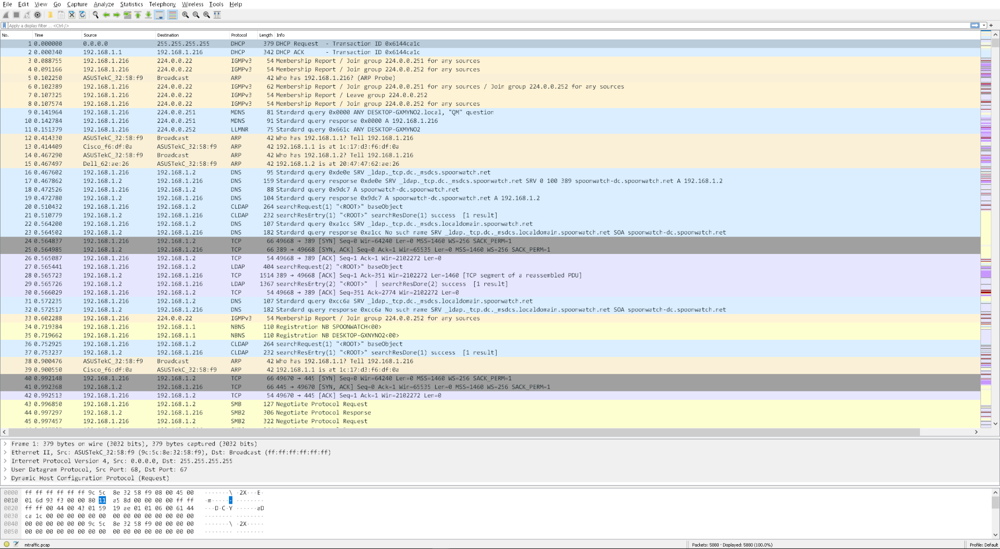 File Edit View Go Capture Analyze Statistics Telephony Wireless Tools Help
Apply a display filter ... <Ctrl-/>
No. Time Source Destination Protocol Length Info
1 0.000000 0.0.0.0 255.255.255.255 DHCP 379 DHCP Request - Transaction ID 0x6144ca1c
2 0.000340 192.168.1.1 192.168.1.216 DHCP 342 DHCP ACK - Transaction ID 0x6144ca1c
3 0.088755 192.168.1.216 224.0.0.22 IGMPv3 54 Membership Report / Join group 224.0.0.251 for any sources
4 0.091166 192.168.1.216 224.0.0.22 IGMPv3 54 Membership Report / Join group 224.0.0.252 for any sources
5 0.102250 ASUSTekC_32:58:f9 Broadcast ARP 42 Who has 192.168.1.216? (ARP Probe)
6 0.102389 192.168.1.216 224.0.0.22 IGMPv3 62 Membership Report / Join group 224.0.0.251 for any sources / Join group 224.0.0.252 for any sources
7 0.107325 192.168.1.216 224.0.0.22 IGMPv3 54 Membership Report / Leave group 224.0.0.252
8 0.107574 192.168.1.216 224.0.0.22 IGMPv3 54 Membership Report / Join group 224.0.0.252 for any sources
9 0.141964 192.168.1.216 224.0.0.251 MDNS 81 Standard query 0x0000 ANY DESKTOP-GXMYNO2.local, "QM" question
10 0.142784 192.168.1.216 224.0.0.251 MDNS 91 Standard query response 0x0000 A 192.168.1.216
11 0.151379 192.168.1.216 224.0.0.252 LLMNR 75 Standard query 0x661c ANY DESKTOP-GXMYNO2
12 0.414330 ASUSTekC_32:58:f9 Broadcast ARP 42 Who has 192.168.1.1? Tell 192.168.1.216
13 0.414409 Cisco_f6:df:0a ASUSTekC_32:58:f9 ARP 42 192.168.1.1 is at 1c:17:d3:f6:df:0a
14 0.467290 ASUSTekC_32:58:f9 Broadcast ARP 42 Who has 192.168.1.2? Tell 192.168.1.216
15 0.467497 Dell_62:ae:26 ASUSTekC_32:58:f9 ARP 42 192.168.1.2 is at 20:47:47:62:ae:26
16 0.467602 192.168.1.216 192.168.1.2 DNS 95 Standard query 0xde0e SRV _ldap._tcp.dc._msdcs.spoonwatch.net
17 0.467862 192.168.1.2 192.168.1.216 DNS 159 Standard query response 0xde0e SRV _ldap._tcp.dc._msdcs.spoonwatch.net SRV 0 100 389 spoonwatch-dc.spoonwatch.net A 192.168.1.2
18 0.472526 192.168.1.216 192.168.1.2 DNS 88 Standard query 0x9dc7 A spoonwatch-dc.spoonwatch.net
19 0.472780 192.168.1.2 192.168.1.216 DNS 104 Standard query response 0x9dc7 A spoonwatch-dc.spoonwatch.net A 192.168.1.2
20 0.510432 192.168.1.216 192.168.1.2 CLDAP 264 searchRequest(1) "<ROOT>" baseObject
21 0.510779 192.168.1.2 192.168.1.216 CLDAP 232 searchResEntry(1) "<ROOT>" searchResDone(1) success [1 result]
22 0.564200 192.168.1.216 192.168.1.2 DNS 107 Standard query 0xa1cc SRV _ldap._tcp.dc._msdcs.localdomain.spoonwatch.net
23 0.564502 192.168.1.2 192.168.1.216 DNS 182 Standard query response 0xa1cc No such name SRV _ldap._tcp.dc._msdcs.localdomain.spoonwatch.net SOA spoonwatch-dc.spoonwatch.net
24 0.564837 192.168.1.216 192.168.1.2 TCP 66 49668 → 389 [SYN] Seq=0 Win=64240 Len=0 MSS=1460 WS=256 SACK_PERM=1
25 0.564985 192.168.1.2 192.168.1.216 TCP 66 389 → 49668 [SYN, ACK] Seq=0 Ack=1 Win=65535 Len=0 MSS=1460 WS=256 SACK_PERM=1
26 0.565087 192.168.1.216 192.168.1.2 TCP 54 49668 → 389 [ACK] Seq=1 Ack=1 Win=2102272 Len=0
27 0.565441 192.168.1.216 192.168.1.2 LDAP 404 searchRequest(2) "<ROOT>" baseObject
28 0.565723 192.168.1.2 192.168.1.216 TCP 1514 389 → 49668 [ACK] Seq=1 Ack=351 Win=2102272 Len=1460 [TCP segment of a reassembled PDU]
29 0.565726 192.168.1.2 192.168.1.216 LDAP 1367 searchResEntry(2) "<ROOT>" | searchResDone(2) success [1 result]
30 0.566029 192.168.1.216 192.168.1.2 TCP 54 49668 → 389 [ACK] Seq=351 Ack=2774 Win=2102272 Len=0
31 0.572235 192.168.1.216 192.168.1.2 DNS 107 Standard query 0xcc6a SRV _ldap._tcp.dc._msdcs.localdomain.spoonwatch.net
32 0.572517 192.168.1.2 192.168.1.216 DNS 182 Standard query response 0xcc6a No such name SRV _ldap._tcp.dc._msdcs.localdomain.spoonwatch.net SOA spoonwatch-dc.spoonwatch.net
33 0.602288 192.168.1.216 224.0.0.22 IGMPv3 54 Membership Report / Join group 224.0.0.252 for any sources
34 0.719384 192.168.1.216 192.168.1.1 NBNS 110 Registration NB SPOONWATCH<00>
35 0.719662 192.168.1.216 192.168.1.1 NBNS 110 Registration NB DESKTOP-GXNYNO2<00>
36 0.752925 192.168.1.216 192.168.1.2 CLDAP 264 searchRequest(1) "<ROOT>" baseObject
37 0.753237 192.168.1.2 192.168.1.216 CLDAP 232 searchResEntry(1) "<ROOT>" searchResDone(1) success [1 result]
38 0.900476 ASUSTekC_32:58:f9 Broadcast ARP 42 Who has 192.168.1.1? Tell 192.168.1.216
39 0.900550 Cisco_f6:df:0a ASUSTekC_32:58:f9 ARP 42 192.168.1.1 is at 1c:17:d3:f6:df:0a
40 0.992148 192.168.1.216 192.168.1.2 TCP 66 49670 → 445 [SYN] Seq=0 Win=64240 Len=0 MSS=1460 WS=256 SACK_PERM=1
41 0.992368 192.168.1.2 192.168.1.216 TCP 66 445 → 49670 [SYN, ACK] Seq=0 Ack=1 Win=65535 Len=0 MSS=1460 WS=256 SACK_PERM=1
42 0.992513 192.168.1.216 192.168.1.2 TCP 54 49670 → 445 [ACK] Seq=1 Ack=1 Win=2102272 Len=0
43 0.996850 192.168.1.216 192.168.1.2 SMB 127 Negotiate Protocol Request
44 0.997297 192.168.1.2 192.168.1.216 SMB2 306 Negotiate Protocol Response
45 0.997457 192.168.1.216 192.168.1.2 SMB2 322 Negotiate Protocol Request
Frame 1: 379 bytes on wire (3032 bits), 379 bytes captured (3032 bits)
Ethernet II, Src: ASUSTekC_32:58:f9 (9c:5c:8e:32:58:f9), Dst: Broadcast (ff:ff:ff:ff:ff:ff)
Internet Protocol Version 4, Src: 0.0.0.0, Dst: 255.255.255.255
User Datagram Protocol, Src Port: 68, Dst Port: 67
Dynamic Host Configuration Protocol (Request)
0000 ff ff ff ff ff ff 9c 5c 8e 32 58 f9 08 00 45 00 ·······\ ·2X···E·
0010 01 6d 93 f3 00 00 80 11 a5 8d 00 00 00 00 ff ff ·m······ ········
0020 ff ff 00 44 00 43 01 59 19 ae 01 01 06 00 61 44 ···D·C·Y ······aD
0030 ca 1c 00 00 00 00 00 00 00 00 00 00 00 00 00 00 ········ ········
0040 00 00 00 00 00 00 9c 5c 8e 32 58 f9 00 00 00 00 ·······\ ·2X·····
0050 00 00 00 00 00 00 00 00 00 00 00 00 00 00 00 00 ········ ········
mtraffic.pcap Packets: 5880 · Displayed: 5880 (100.0%) Profile: Default